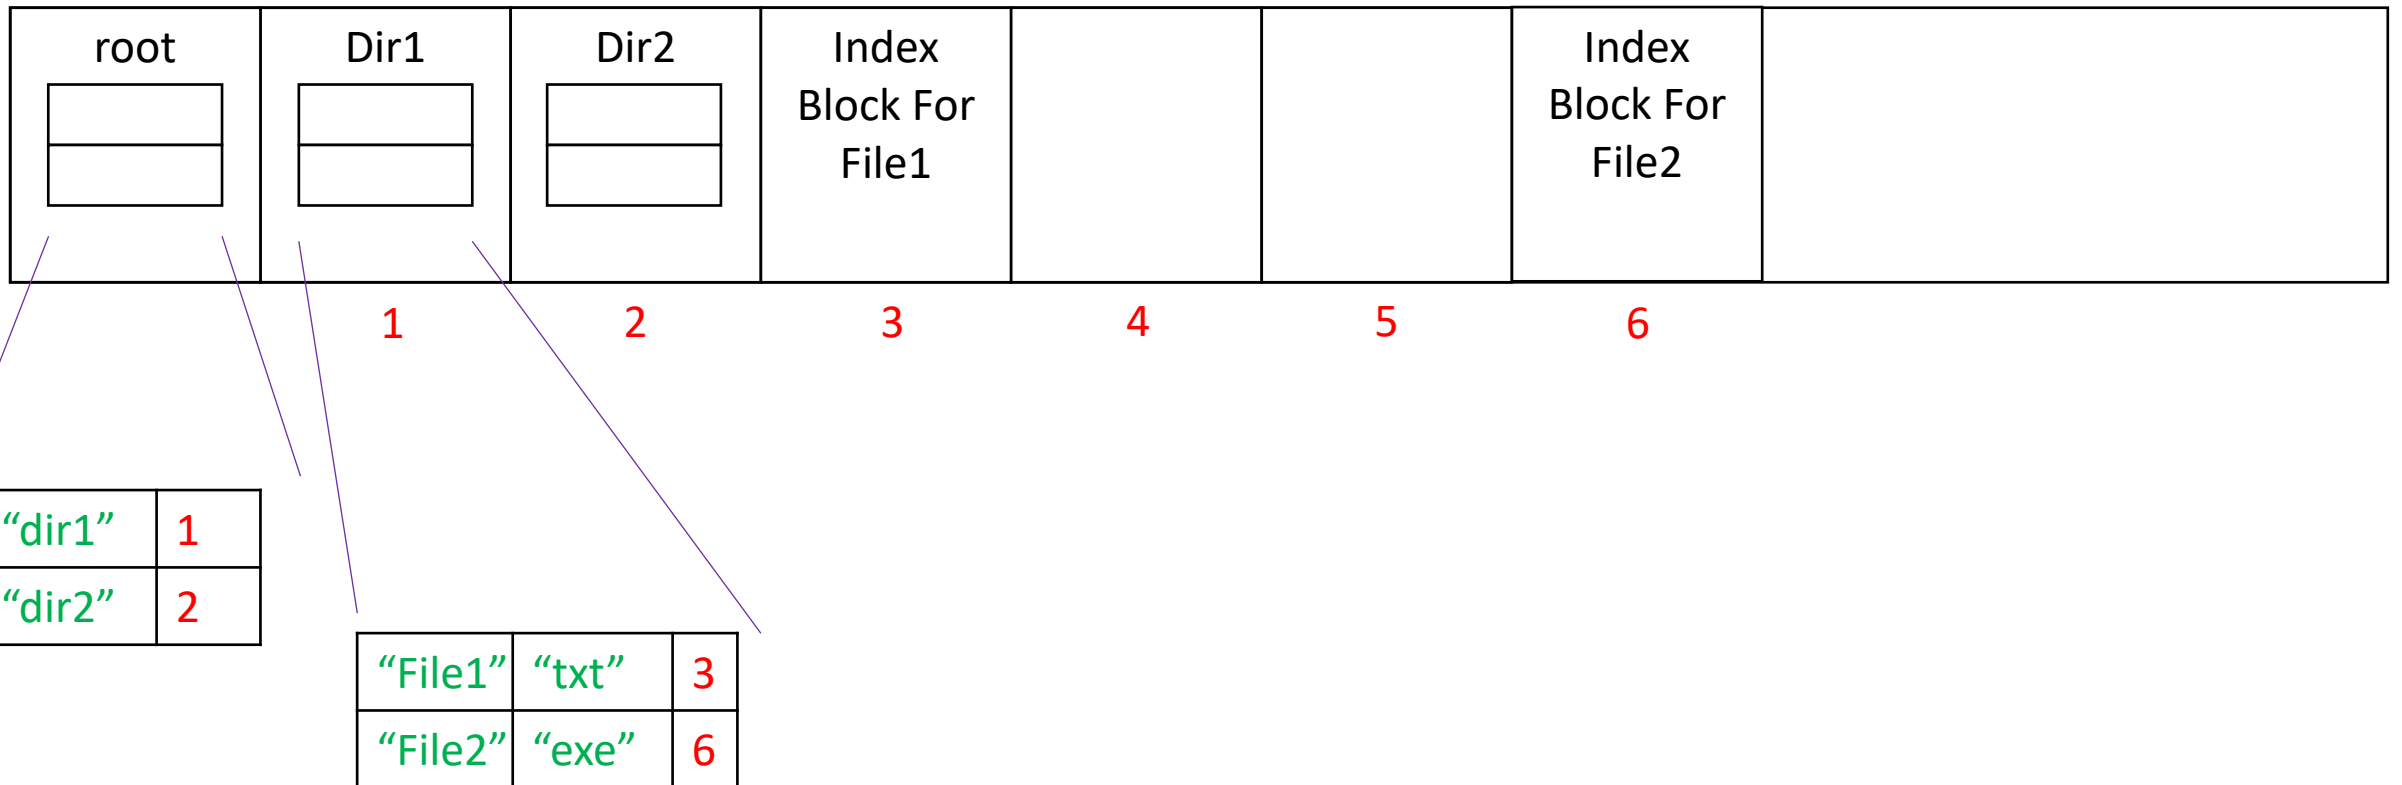 root
Dir1
Dir2
Index
Block For
File1
Index
Block For
File2
1
2
3
4
5
6
“dir1” 1
“dir2” 2
“File1” “txt” 3
“File2” “exe” 6